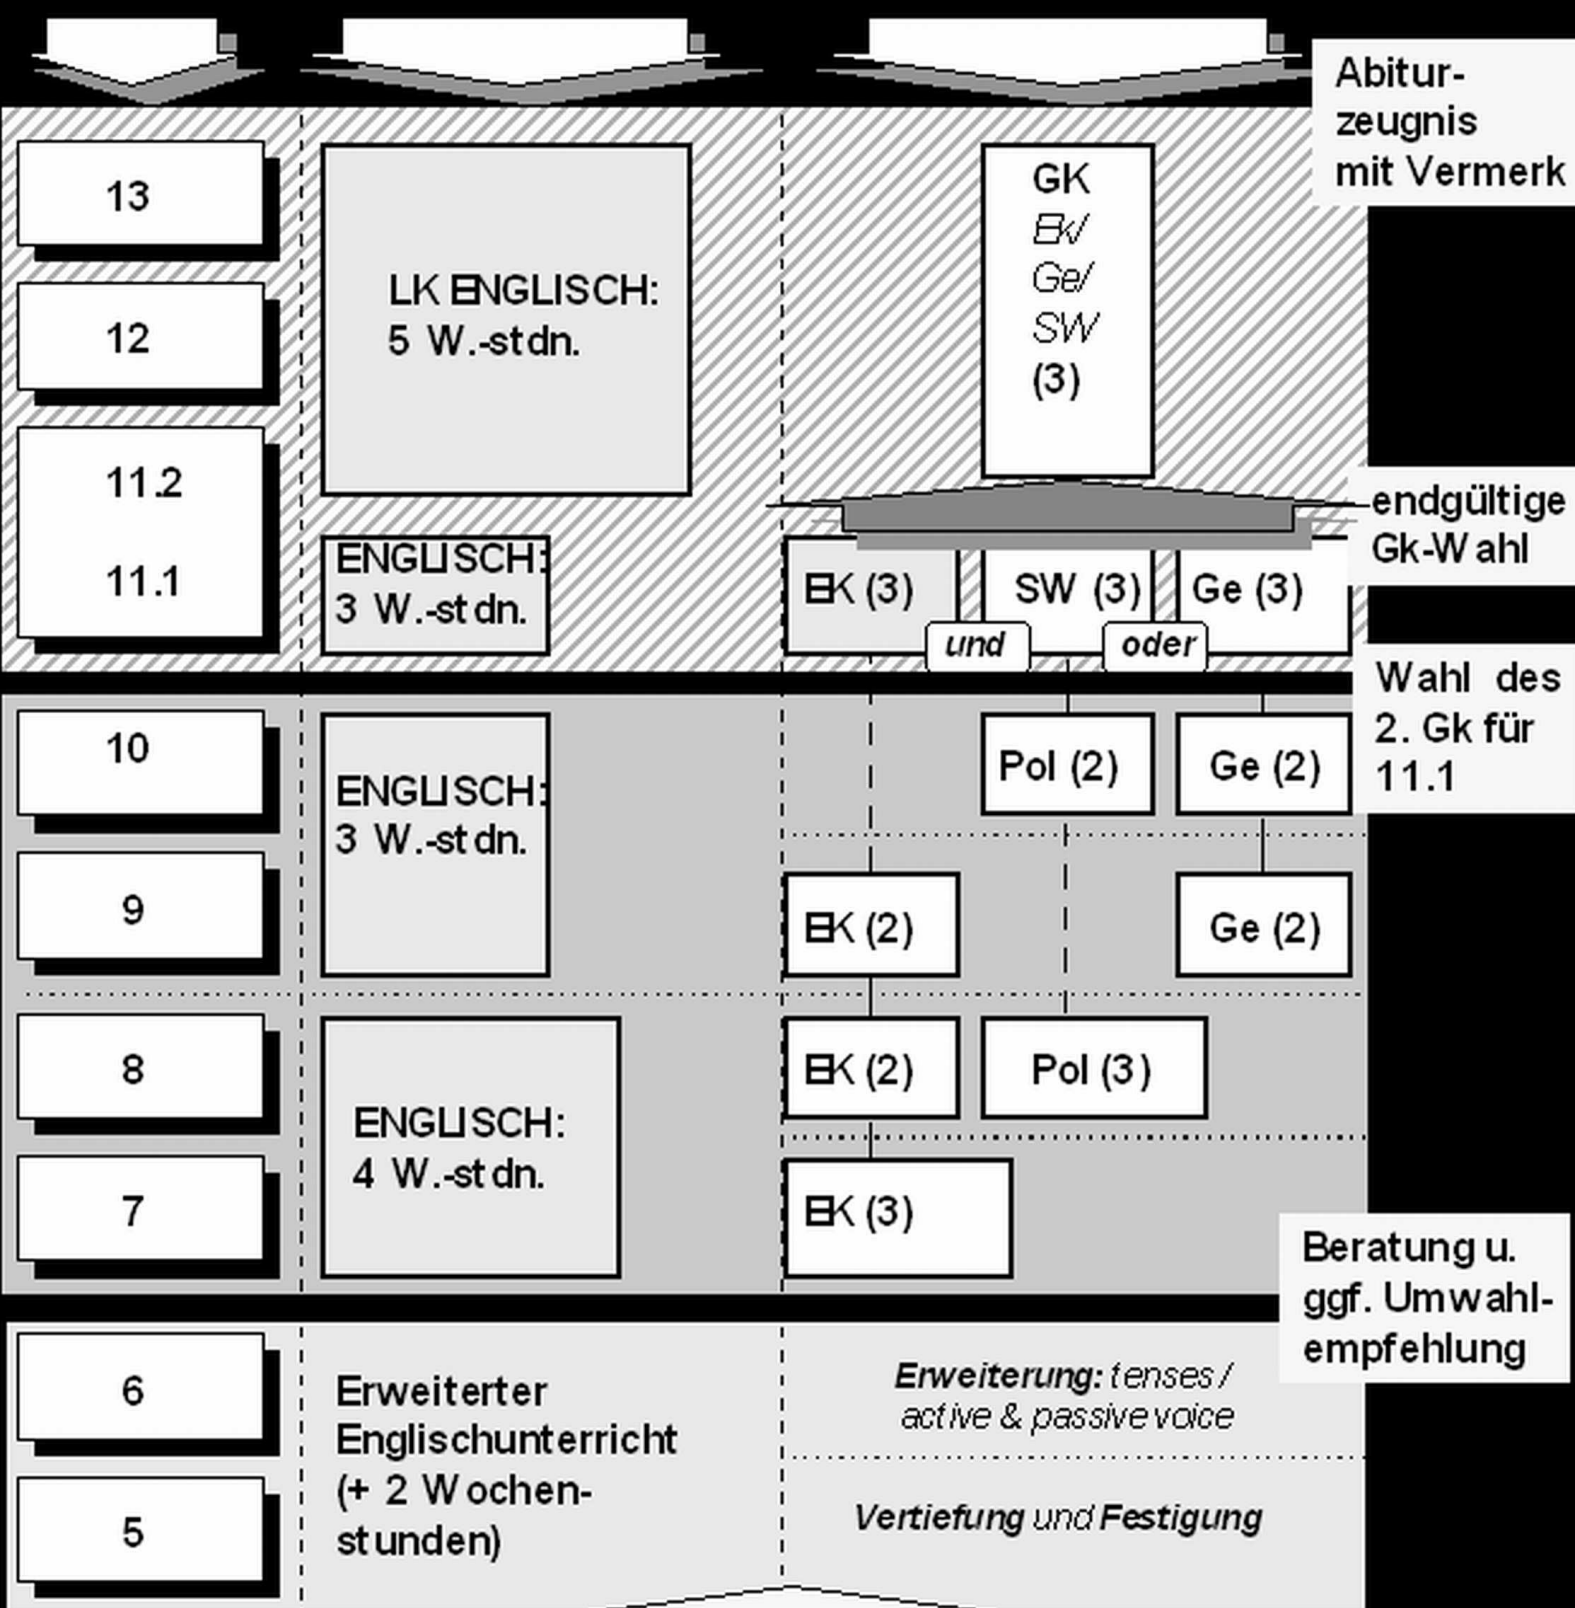 Abitur-
zeugnis
mit Vermerk
13
12
11.2
11.1
LK ENGLISCH:
5 W.-stdn.
GK
Ek/
Ge/
SW
(3)
endgültige
Gk-Wahl
ENGLISCH:
3 W.-stdn.
EK (3)
SW (3)
Ge (3)
und
oder
Wahl des
2. Gk für
11.1
10
9
ENGLISCH:
3 W.-stdn.
Pol (2)
Ge (2)
EK (2)
Ge (2)
8
7
ENGLISCH:
4 W.-stdn.
EK (2)
Pol (3)
EK (3)
Beratung u.
ggf. Umwahl-
empfehlung
6
5
Erweiterter
Englischunterricht
(+ 2 Wochen-
stunden)
Erweiterung: tenses /
active & passive voice
Vertiefung und Festigung